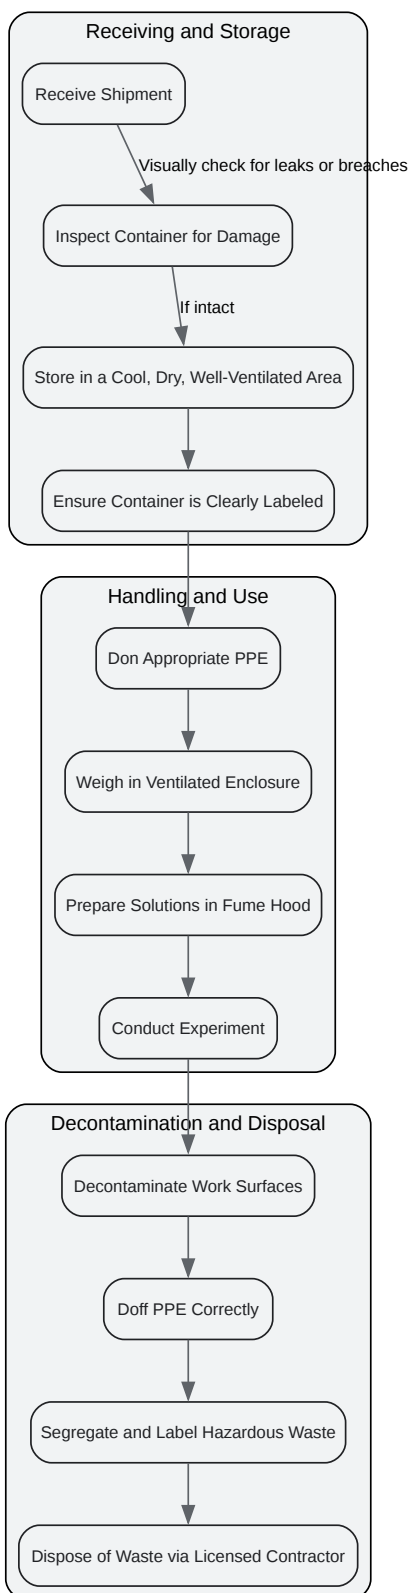 Receiving and Storage
Receive Shipment
Visually check for leaks or breaches
Inspect Container for Damage
If intact
Store in a Cool, Dry, Well-Ventilated Area
Ensure Container is Clearly Labeled
Handling and Use
Don Appropriate PPE
Weigh in Ventilated Enclosure
Prepare Solutions in Fume Hood
Conduct Experiment
Decontamination and Disposal
Decontaminate Work Surfaces
Doff PPE Correctly
Segregate and Label Hazardous Waste
Dispose of Waste via Licensed Contractor